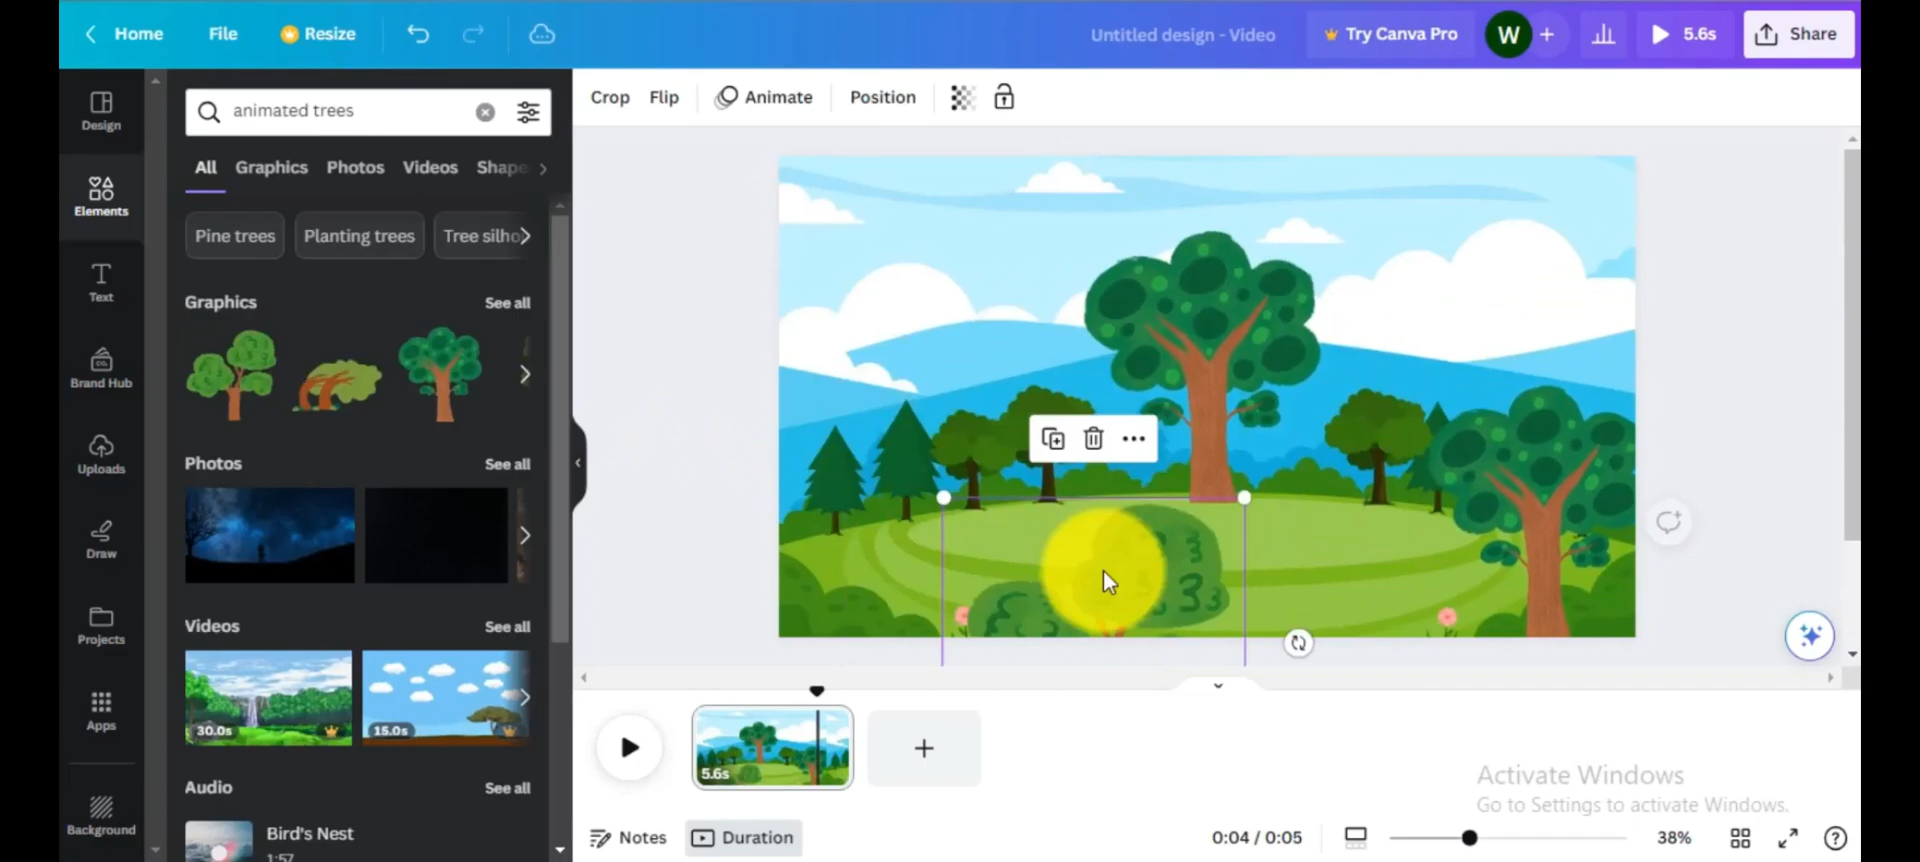 Home File Resize Untitled design - Video Try Canva Pro W + 5.6s Share
Design
Elements
Text
Brand Hub
Uploads
Draw
Projects
Apps
Background
animated trees
All Graphics Photos Videos Shape
Pine trees Planting trees Tree silho
Graphics See all
Photos See all
Videos See all
30.0s 15.0s
Audio See all
Bird's Nest
1:57
Crop Flip Animate Position
5.6s
Activate Windows
Go to Settings to activate Windows.
Notes Duration 0:04 / 0:05 38%